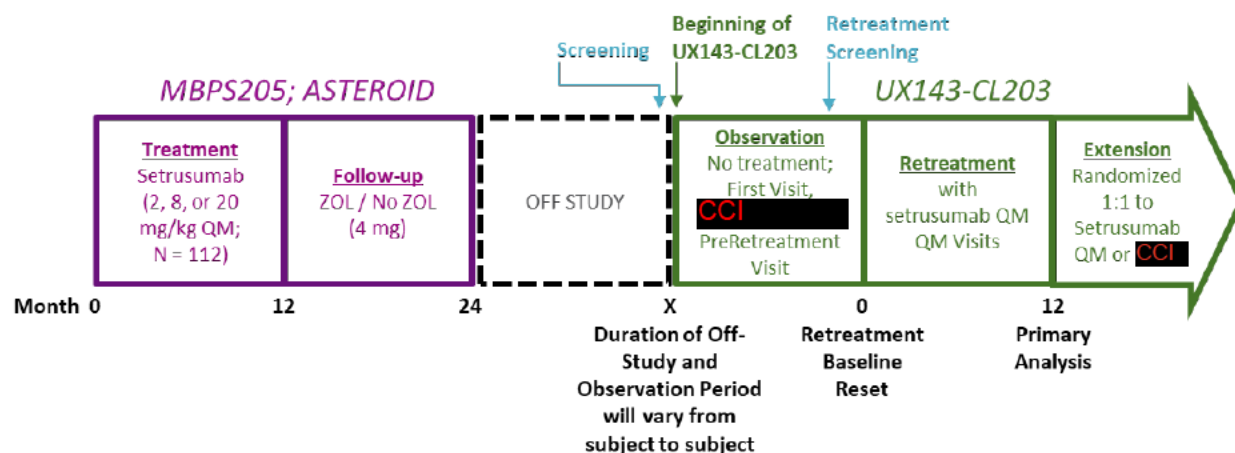 Screening
Beginning of
UX143-CL203
Retreatment
Screening
MBPS205; ASTEROID
UX143-CL203
Treatment
Setrusumab
(2, 8, or 20
mg/kg QM;
N = 112)
Follow-up
ZOL / No ZOL
(4 mg)
OFF STUDY
Observation
No treatment;
First Visit,
CCI
PreRetreatment
Visit
Retreatment
with
setrusumab QM
QM Visits
Extension
Randomized
1:1 to
Setrusumab
QM or CCI
Month 0
12
24
X
0
12
Duration of Off-
Study and
Observation Period
will vary from
subject to subject
Retreatment
Baseline
Reset
Primary
Analysis